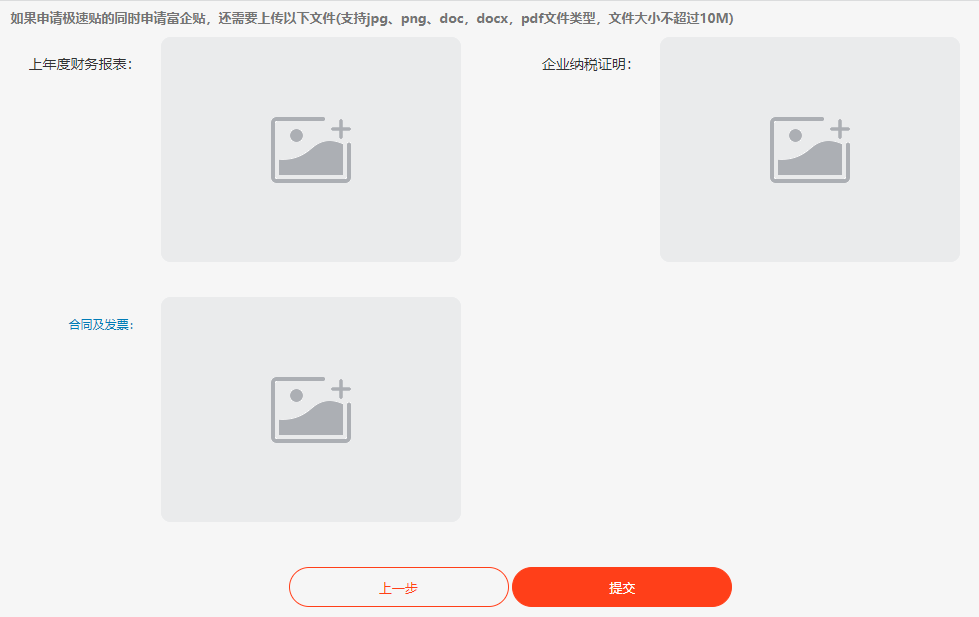 如果申请极速贴的同时申请富企贴，还需要上传以下文件(支持jpg、png、doc，docx，pdf文件类型，文件大小不超过10M)
上年度财务报表：
企业纳税证明：
合同及发票：
上一步
提交